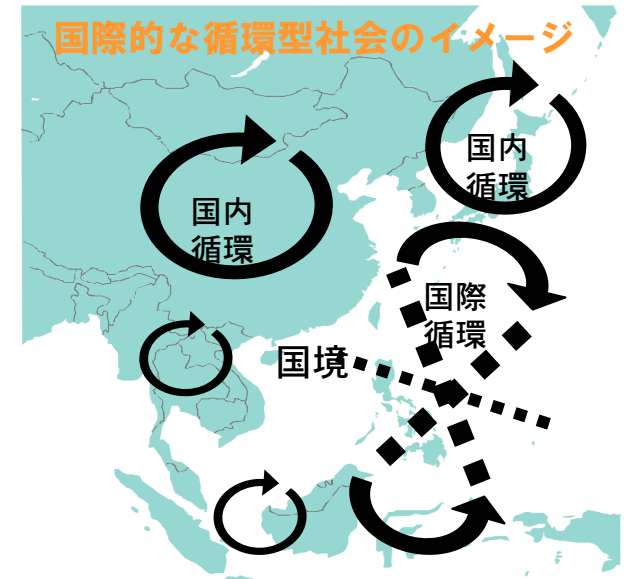 国際的な循環型社会のイメージ
国内
循環
国内
循環
国際
循環
国境